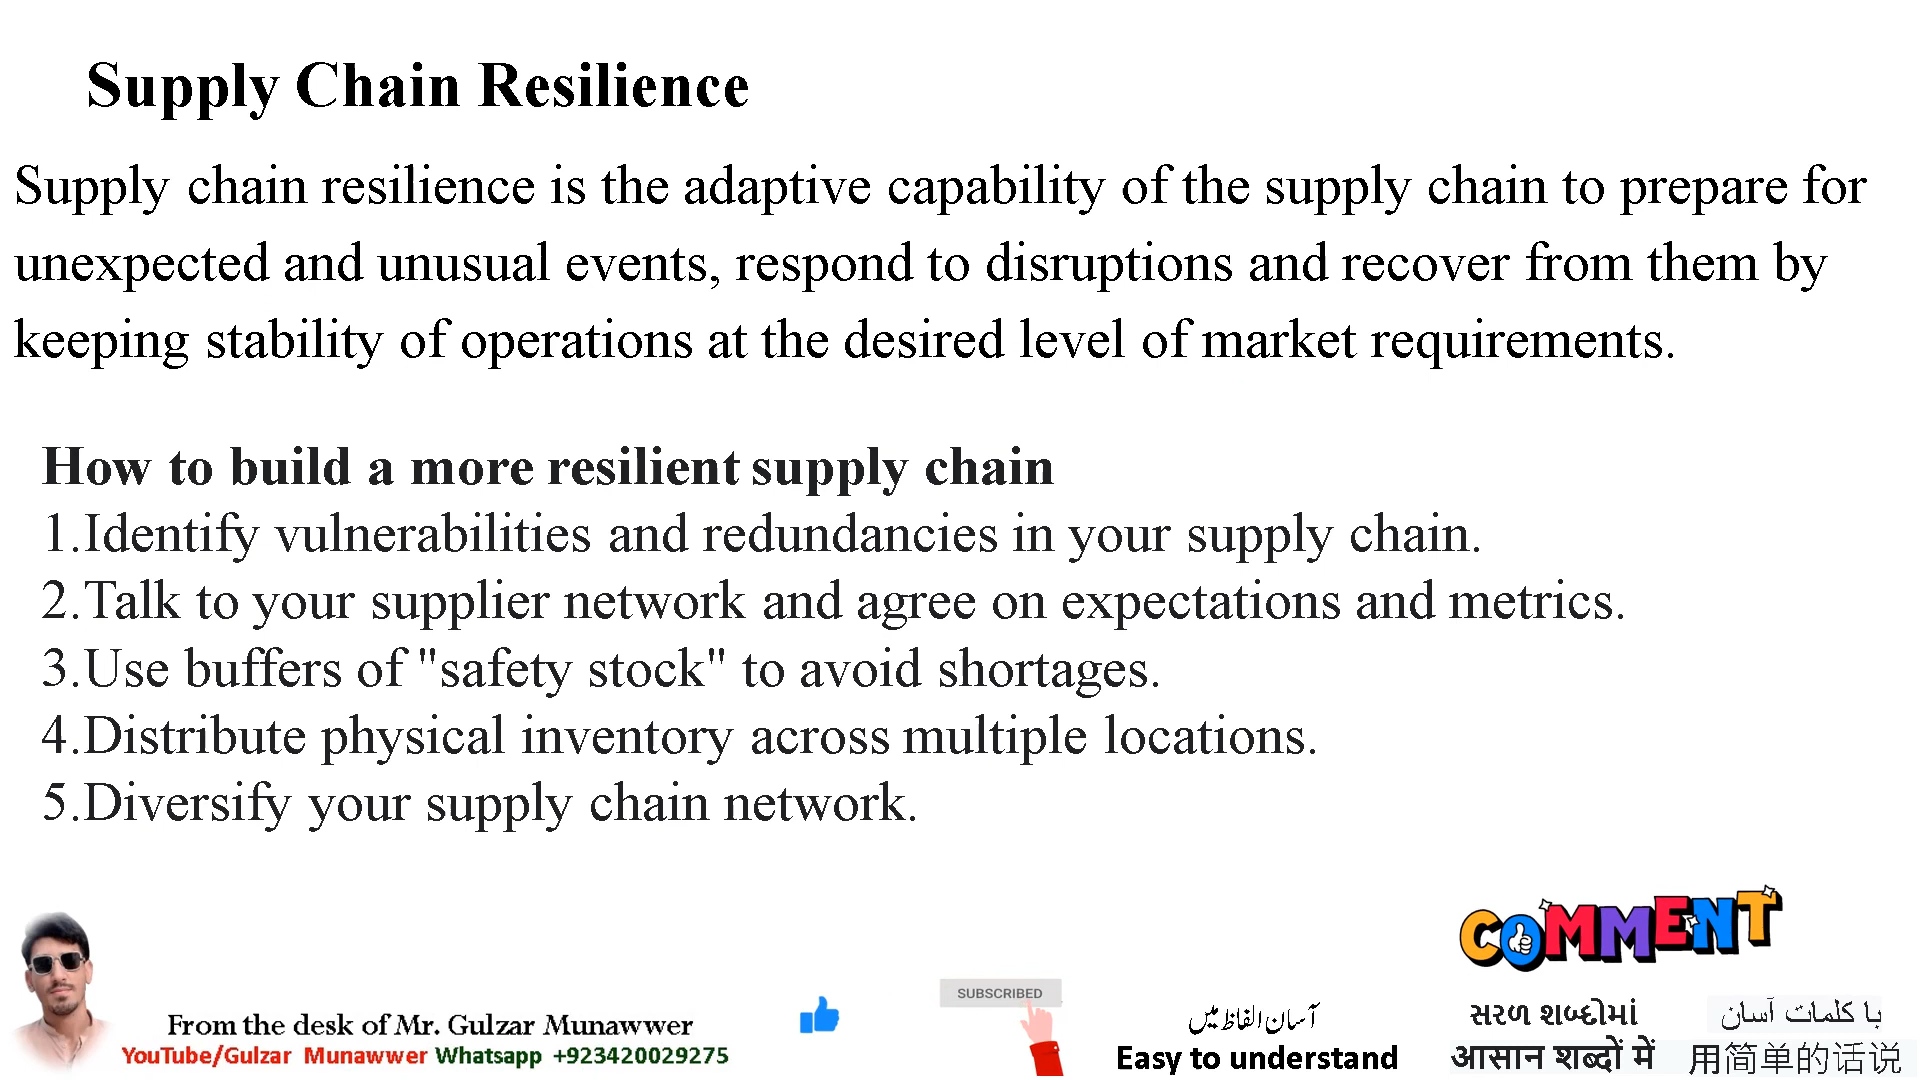 Supply Chain Resilience
Supply chain resilience is the adaptive capability of the supply chain to prepare for
unexpected and unusual events, respond to disruptions and recover from them by
keeping stability of operations at the desired level of market requirements.
How to build a more resilient supply chain
1.Identify vulnerabilities and redundancies in your supply chain.
2.Talk to your supplier network and agree on expectations and metrics.
3.Use buffers of "safety stock" to avoid shortages.
4.Distribute physical inventory across multiple locations.
5.Diversify your supply chain network.
COMMENT
SUBSCRIBED
From the desk of Mr. Gulzar Munawwer
YouTube/Gulzar Munawwer Whatsapp +923420029275
آسان الفاظ میں
Easy to understand
સરળ શબ્દોમાં
आसान शब्दों में
با کلمات آسان
用简单的话说